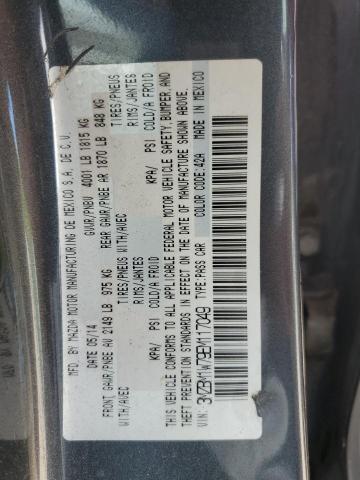 MFD BY MAZDA MOTOR MANUFACTURING DE MEXICO S.A. DE C.V.
DATE: 05/14 GVWR/PNBV 4001 LB 1815 KG
FRONT GAWR/PNBE AV 2149 LB 975 KG REAR GAWR/PNBE AR 1870 LB 848 KG
WITH/AVEC TIRES/PNEUS WITH/AVEC TIRES/PNEUS
RIMS/JANTES RIMS/JANTES
KPA/ PSI COLD/A FROID KPA/ PSI COLD/A FROID
THIS VEHICLE CONFORMS TO ALL APPLICABLE FEDERAL MOTOR VEHICLE SAFETY, BUMPER, AND
THEFT PREVENTION STANDARDS IN EFFECT ON THE DATE OF MANUFACTURE SHOWN ABOVE.
VIN: 3MZBM1W79EM117049 TYPE: PASS CAR COLOR CODE: 42A MADE IN MEXICO